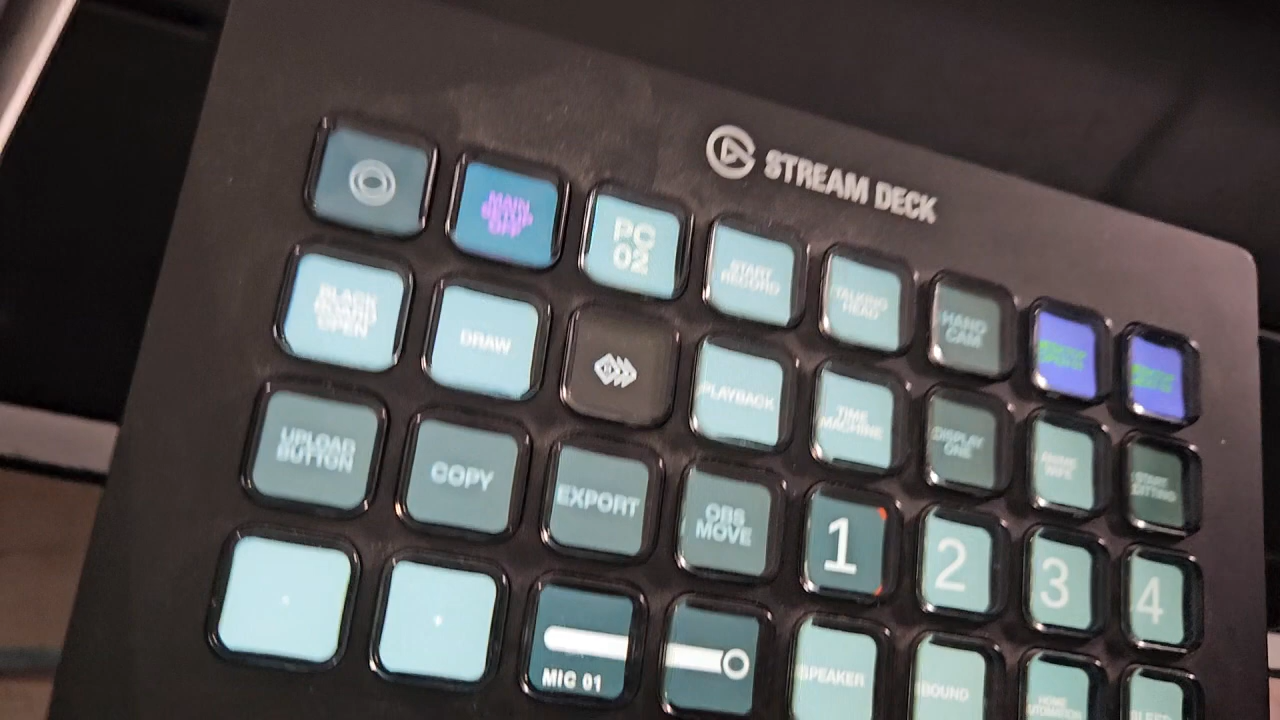 STREAM DECK
MAIN
SETUP
OFF
PC
02
START
RECORD
TALKING
HEAD
HAND
CAM
BLACK
BOARD
OPEN
DRAW
PLAYBACK
TIME
MACHINE
DISPLAY
ONE
START
UPLOAD
BUTTON
COPY
EXPORT
OBS
MOVE
1
2
3
4
MIC 01
SPEAKER